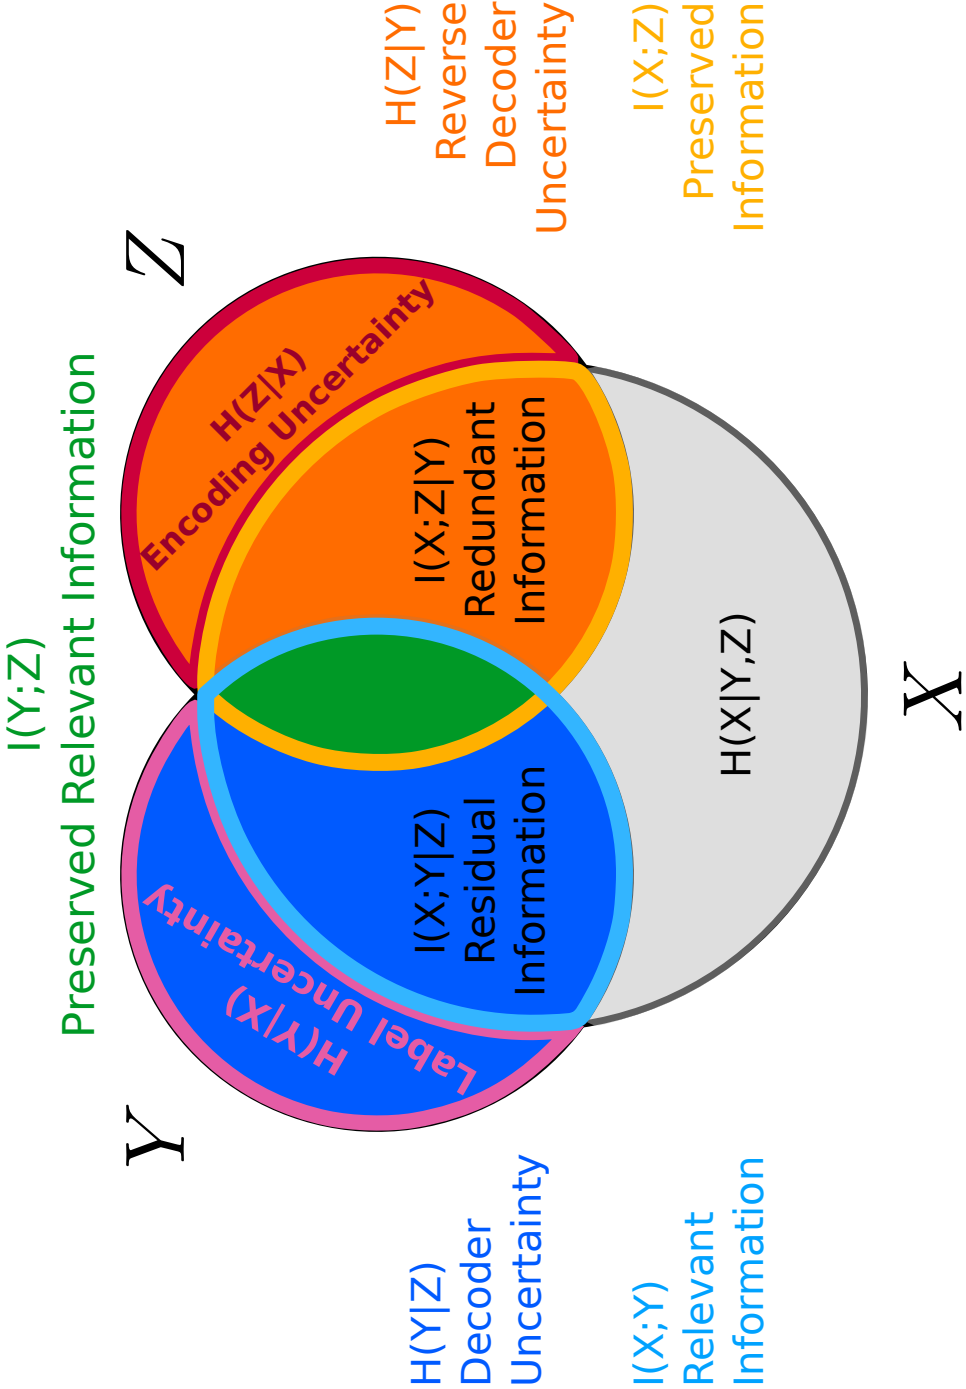 I(Y;Z)
Preserved Relevant Information
Y
Z
H(Y|X)
Label Uncertainty
H(Z|X)
Encoding Uncertainty
H(Y|Z)
Decoder
Uncertainty
I(X;Y|Z)
Residual
Information
I(X;Z|Y)
Redundant
Information
H(Z|Y)
Reverse
Decoder
Uncertainty
I(X;Y)
Relevant
Information
I(X;Z)
Preserved
Information
H(X|Y,Z)
X